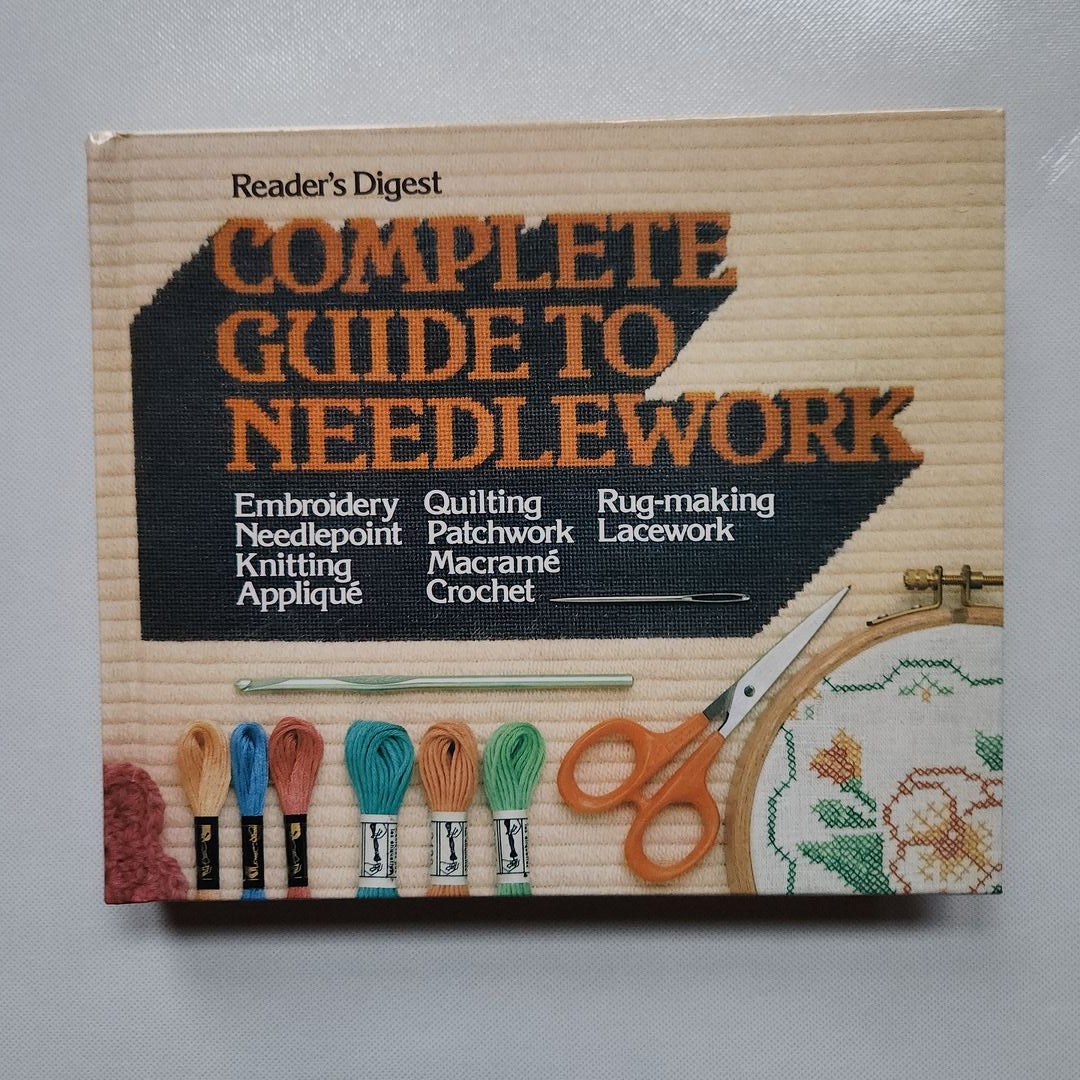 Reader's Digest
COMPLETE
GUIDE TO
NEEDLEWORK
Embroidery Quilting Rug-making
Needlepoint Patchwork Lacework
Knitting Macramé
Appliqué Crochet